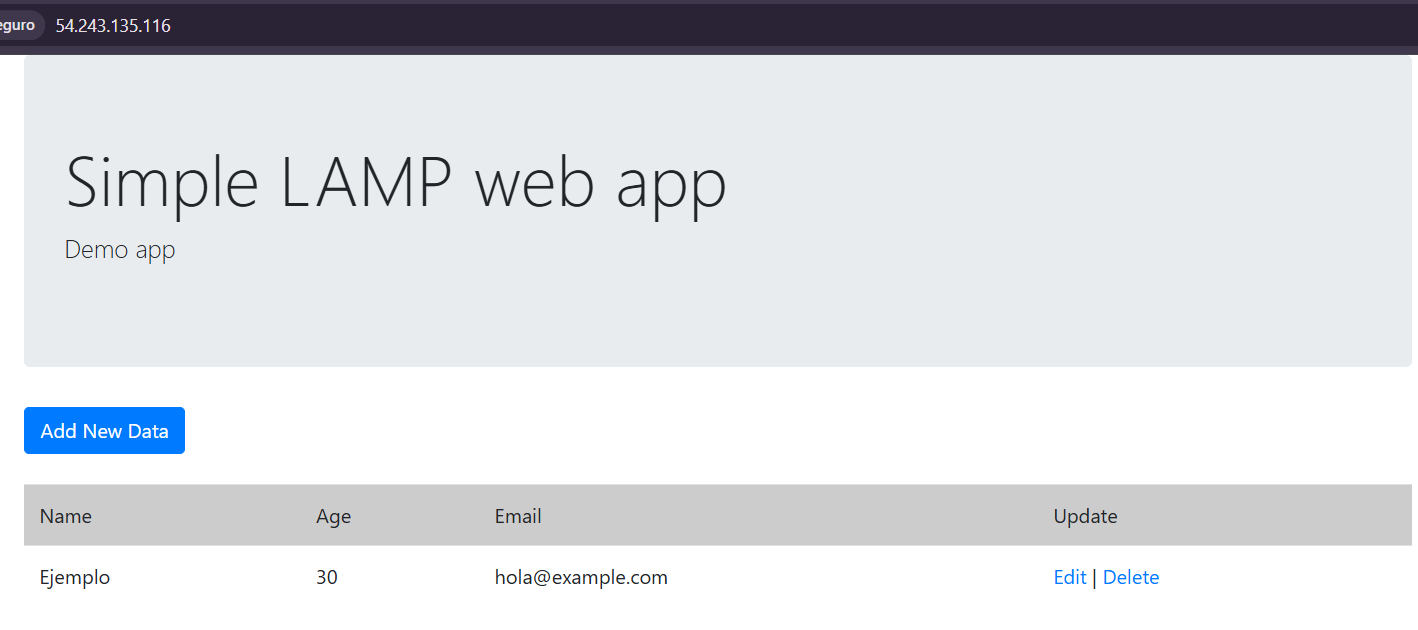 eguro 54.243.135.116
Simple LAMP web app
Demo app
Add New Data
Name Age Email Update
Ejemplo 30 hola@example.com Edit | Delete